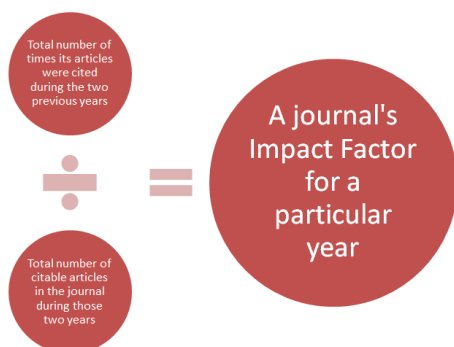 Total number of
times its articles
were cited
during the two
previous years
÷
Total number of
citable articles
in the journal
during those
two years
=
A journal's
Impact Factor
for a
particular
year